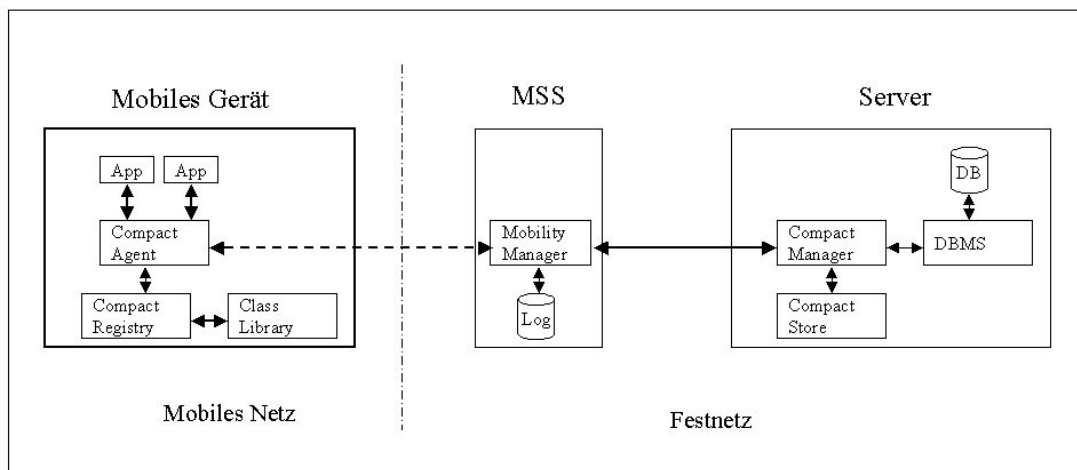 Mobiles Gerät
MSS
Server
App
App
DB
Compact
Agent
Mobility
Manager
Compact
Manager
DBMS
Compact
Registry
Class
Library
Log
Compact
Store
Mobiles Netz
Festnetz